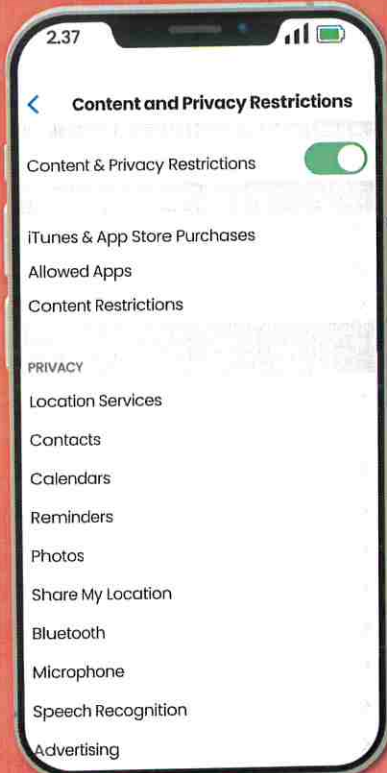 2.37
Content and Privacy Restrictions
Content & Privacy Restrictions
iTunes & App Store Purchases
Allowed Apps
Content Restrictions
PRIVACY
Location Services
Contacts
Calendars
Reminders
Photos
Share My Location
Bluetooth
Microphone
Speech Recognition
Advertising